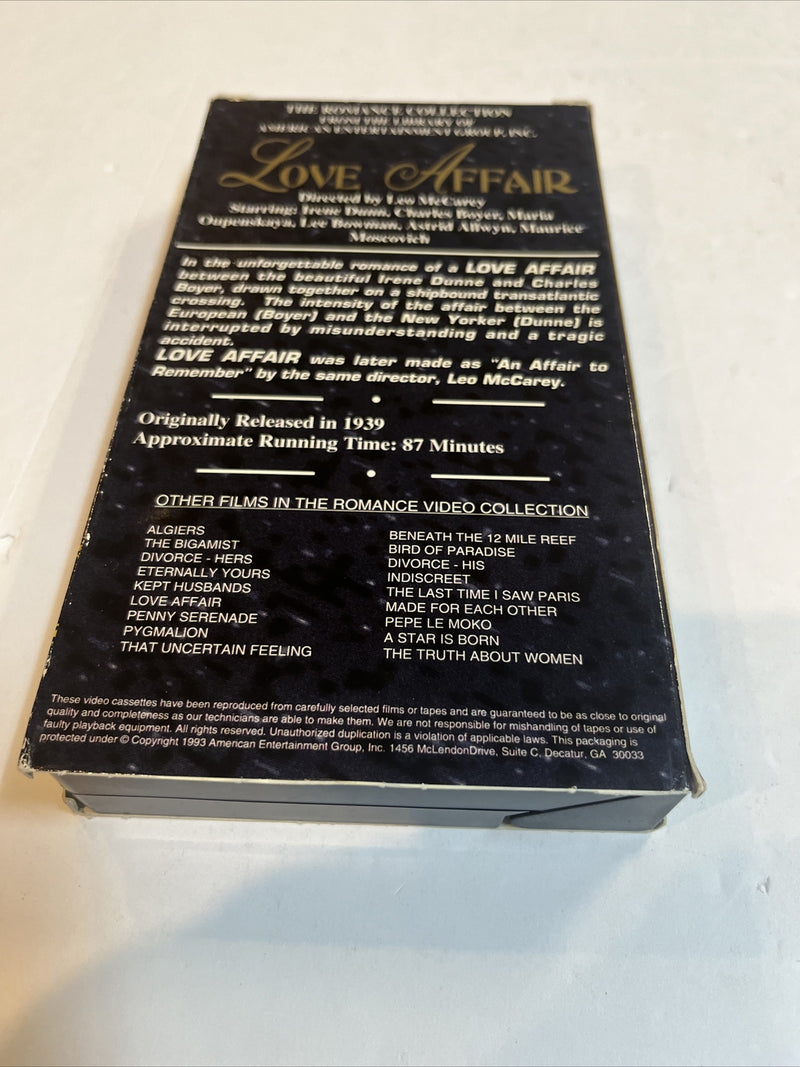 THE ROMANCE COLLECTION
FROM THE LIBRARY OF
AMERICAN ENTERTAINMENT GROUP, INC.
LOVE AFFAIR
Directed by Leo McCarey
Starring: Irene Dunn, Charles Boyer, Maria
Oupenskaya, Lee Bowman, Astrid Allwyn, Maurice
Moscovich
In the unforgettable romance of a LOVE AFFAIR
between the beautiful Irene Dunne and Charles
Boyer, drawn together on a shipbound transatlantic
crossing. The intensity of the affair between the
European (Boyer) and the New Yorker (Dunne) is
interrupted by misunderstanding and a tragic
accident.
LOVE AFFAIR was later made as "An Affair to
Remember" by the same director, Leo McCarey.
Originally Released in 1939
Approximate Running Time: 87 Minutes
OTHER FILMS IN THE ROMANCE VIDEO COLLECTION
ALGIERS
THE BIGAMIST
DIVORCE - HERS
ETERNALLY YOURS
KEPT HUSBANDS
LOVE AFFAIR
PENNY SERENADE
PYGMALION
THAT UNCERTAIN FEELING
BENEATH THE 12 MILE REEF
BIRD OF PARADISE
DIVORCE - HIS
INDISCREET
THE LAST TIME I SAW PARIS
MADE FOR EACH OTHER
PEPE LE MOKO
A STAR IS BORN
THE TRUTH ABOUT WOMEN
These video cassettes have been reproduced from carefully selected films or tapes and are guaranteed to be as close to original
quality and completeness as our technicians are able to make them. We are not responsible for mishandling of tapes or use of
faulty playback equipment. All rights reserved. Unauthorized duplication is a violation of applicable laws. This packaging is
protected under © Copyright 1993 American Entertainment Group, Inc. 1456 McLendonDrive, Suite C, Decatur, GA 30033